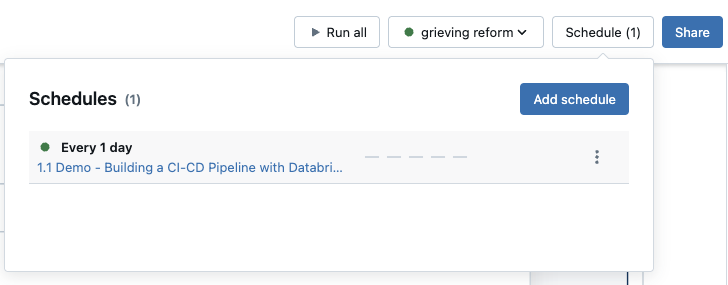 Run all
grieving reform
Schedule (1)
Share
Schedules (1)
Add schedule
Every 1 day
1.1 Demo - Building a CI-CD Pipeline with Databri...